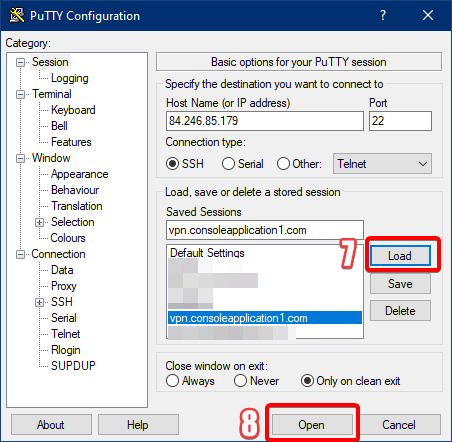 PuTTY Configuration
?
Category:
Session
Logging
Terminal
Keyboard
Bell
Features
Window
Appearance
Behaviour
Translation
Selection
Colours
Connection
Data
Proxy
SSH
Serial
Telnet
Rlogin
SUPDUP
Basic options for your PuTTY session
Specify the destination you want to connect to
Host Name (or IP address) Port
84.246.85.179 22
Connection type:
SSH Serial Other: Telnet
Load, save or delete a stored session
Saved Sessions
vpn.consoleapplication1.com
Default Settings
vpn.consoleapplication1.com
7 Load
Save
Delete
Close window on exit:
Always Never Only on clean exit
About Help 8 Open Cancel